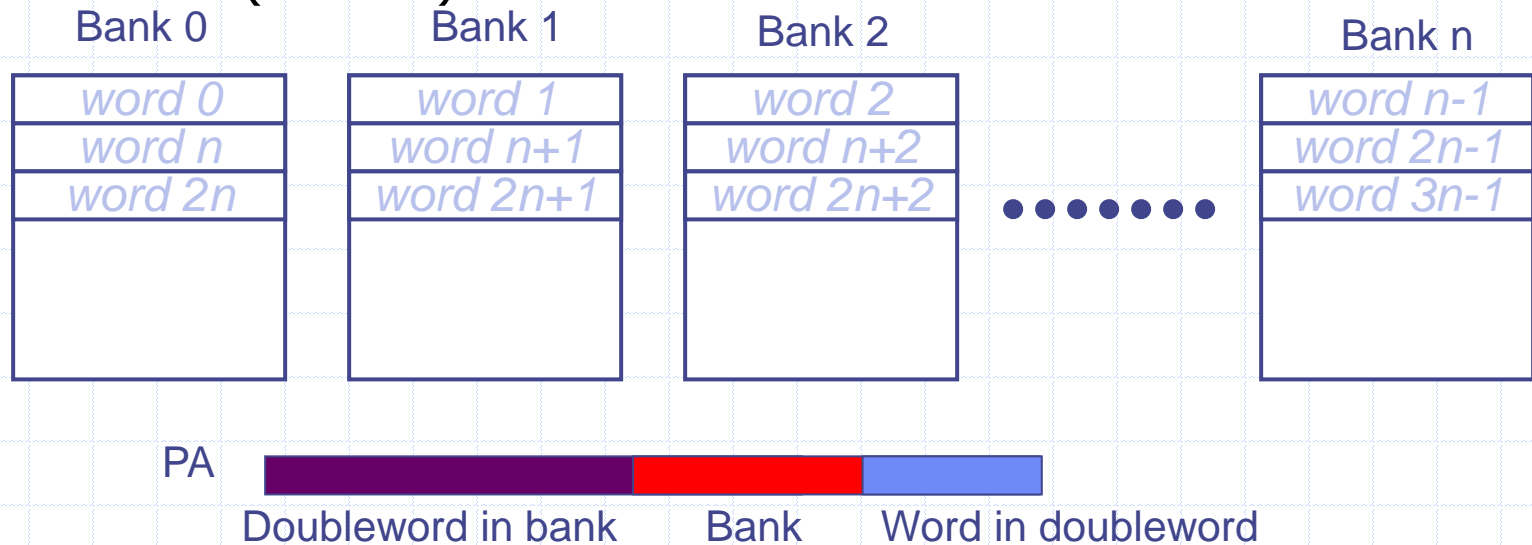 Bank 0 Bank 1 Bank 2 Bank n
word 0 word 1 word 2 word n-1
word n word n+1 word n+2 word 2n-1
word 2n word 2n+1 word 2n+2 word 3n-1
PA
Doubleword in bank Bank Word in doubleword